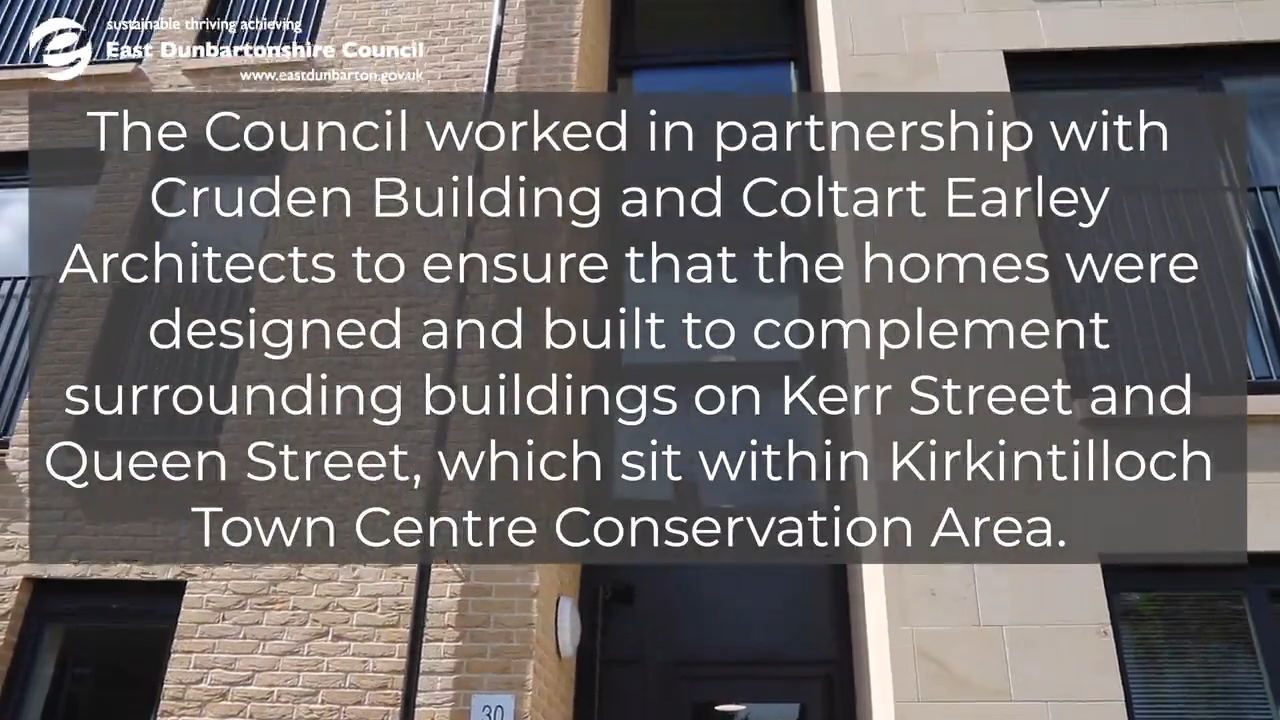 sustainable thriving achieving
East Dunbartonshire Council
www.eastdunbarton.gov.uk
The Council worked in partnership with
Cruden Building and Coltart Earley
Architects to ensure that the homes were
designed and built to complement
surrounding buildings on Kerr Street and
Queen Street, which sit within Kirkintilloch
Town Centre Conservation Area.
30